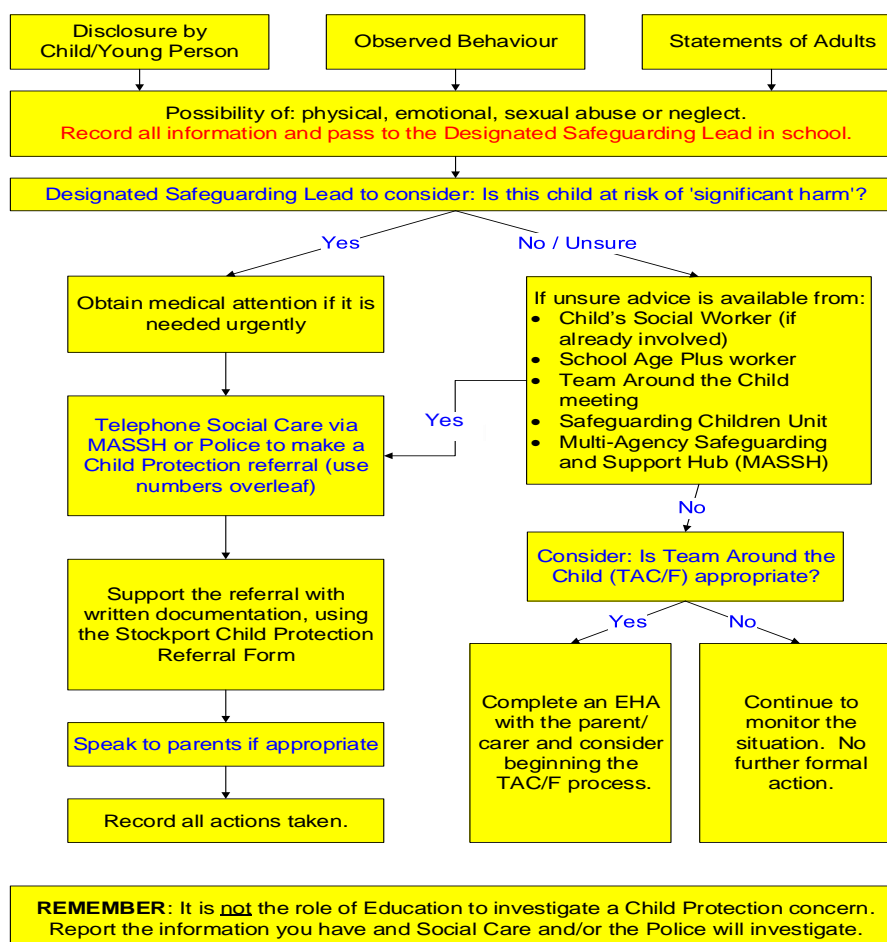 Disclosure by
Child/Young Person
Observed Behaviour
Statements of Adults
Possibility of: physical, emotional, sexual abuse or neglect.
Record all information and pass to the Designated Safeguarding Lead in school.
Designated Safeguarding Lead to consider: Is this child at risk of 'significant harm'?
Yes
No / Unsure
Obtain medical attention if it is
needed urgently
If unsure advice is available from:
• Child's Social Worker (if
already involved)
• School Age Plus worker
• Team Around the Child
meeting
• Safeguarding Children Unit
• Multi-Agency Safeguarding
and Support Hub (MASSH)
Yes
Telephone Social Care via
MASSH or Police to make a
Child Protection referral (use
numbers overleaf)
No
Consider: Is Team Around the
Child (TAC/F) appropriate?
Support the referral with
written documentation, using
the Stockport Child Protection
Referral Form
Yes
No
Complete an EHA
with the parent/
carer and consider
beginning the
TAC/F process.
Continue to
monitor the
situation. No
further formal
action.
Speak to parents if appropriate
Record all actions taken.
REMEMBER: It is not the role of Education to investigate a Child Protection concern.
Report the information you have and Social Care and/or the Police will investigate.